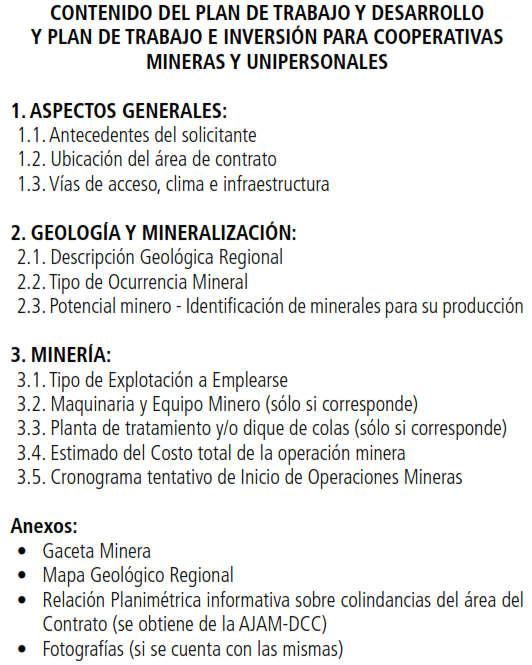 CONTENIDO DEL PLAN DE TRABAJO Y DESARROLLO
Y PLAN DE TRABAJO E INVERSIÓN PARA COOPERATIVAS
MINERAS Y UNIPERSONALES
1. ASPECTOS GENERALES:
1.1. Antecedentes del solicitante
1.2. Ubicación del área de contrato
1.3. Vías de acceso, clima e infraestructura
2. GEOLOGÍA Y MINERALIZACIÓN:
2.1. Descripción Geológica Regional
2.2. Tipo de Ocurrencia Mineral
2.3. Potencial minero - Identificación de minerales para su producción
3. MINERÍA:
3.1. Tipo de Explotación a Emplearse
3.2. Maquinaria y Equipo Minero (sólo si corresponde)
3.3. Planta de tratamiento y/o dique de colas (sólo si corresponde)
3.4. Estimado del Costo total de la operación minera
3.5. Cronograma tentativo de Inicio de Operaciones Mineras
Anexos:
• Gaceta Minera
• Mapa Geológico Regional
• Relación Planimétrica informativa sobre colindancias del área del
Contrato (se obtiene de la AJAM-DCC)
• Fotografías (si se cuenta con las mismas)